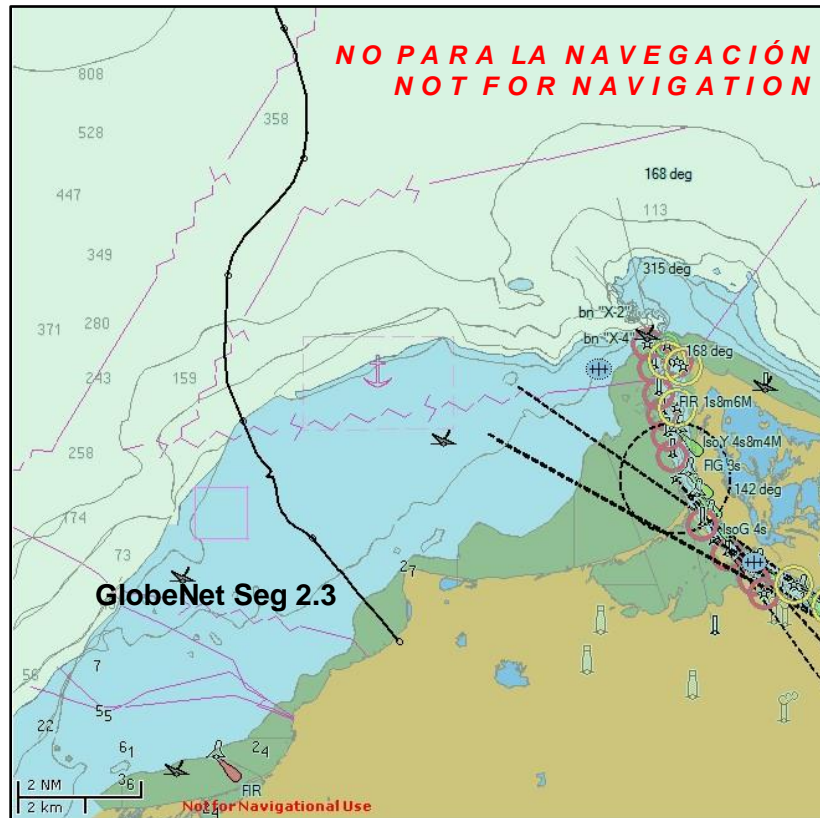 NO PARA LA NAVEGACIÓN
NOT FOR NAVIGATION
808
358
528
168 deg
447
113
349
315 deg
bn "X-2"
371
280
bn "X-4"
168 deg
243
159
FlR 1s8m6M
IsoY 4s8m4M
258
FlG 3s
142 deg
174
IsoG 4s
73
27
GlobeNet Seg 2.3
7
56
55
22
61
24
36
FlR
2 NM
2 km
Not for Navigational Use
24